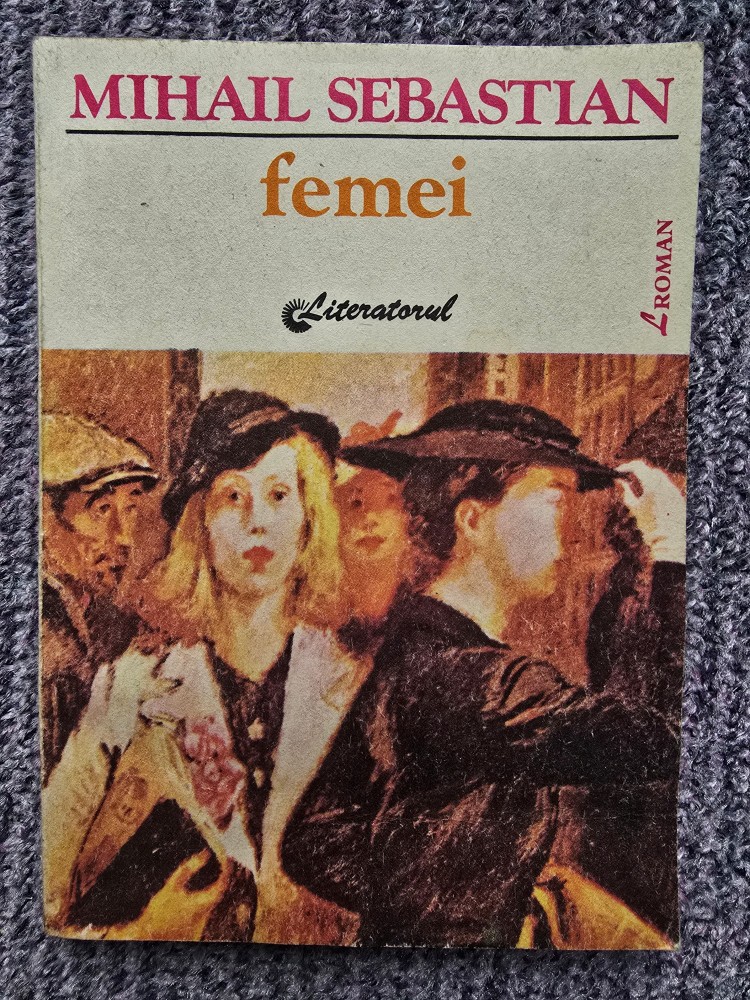 MIHAIL SEBASTIAN
femei
Literatorul
L ROMAN